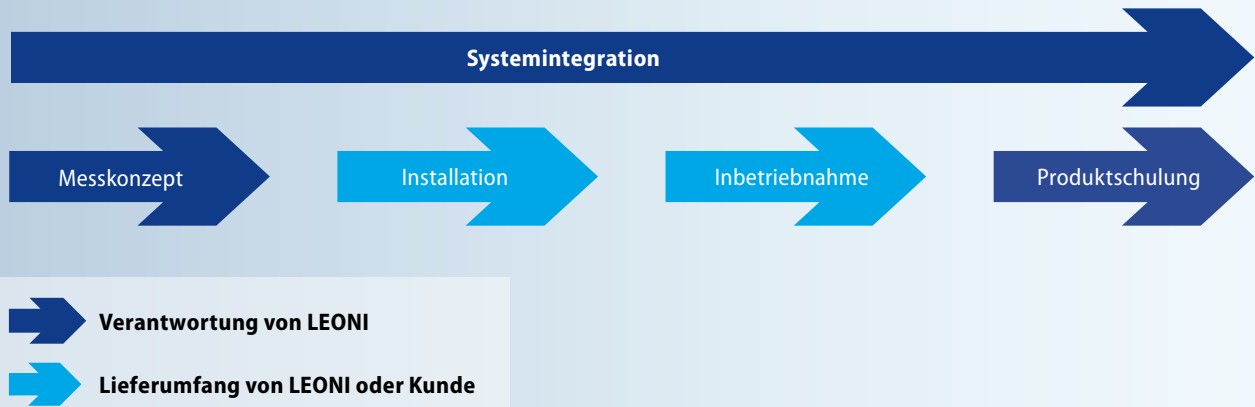 Systemintegration
Messkonzept
Installation
Inbetriebnahme
Produktschulung
Verantwortung von LEONI
Lieferumfang von LEONI oder Kunde